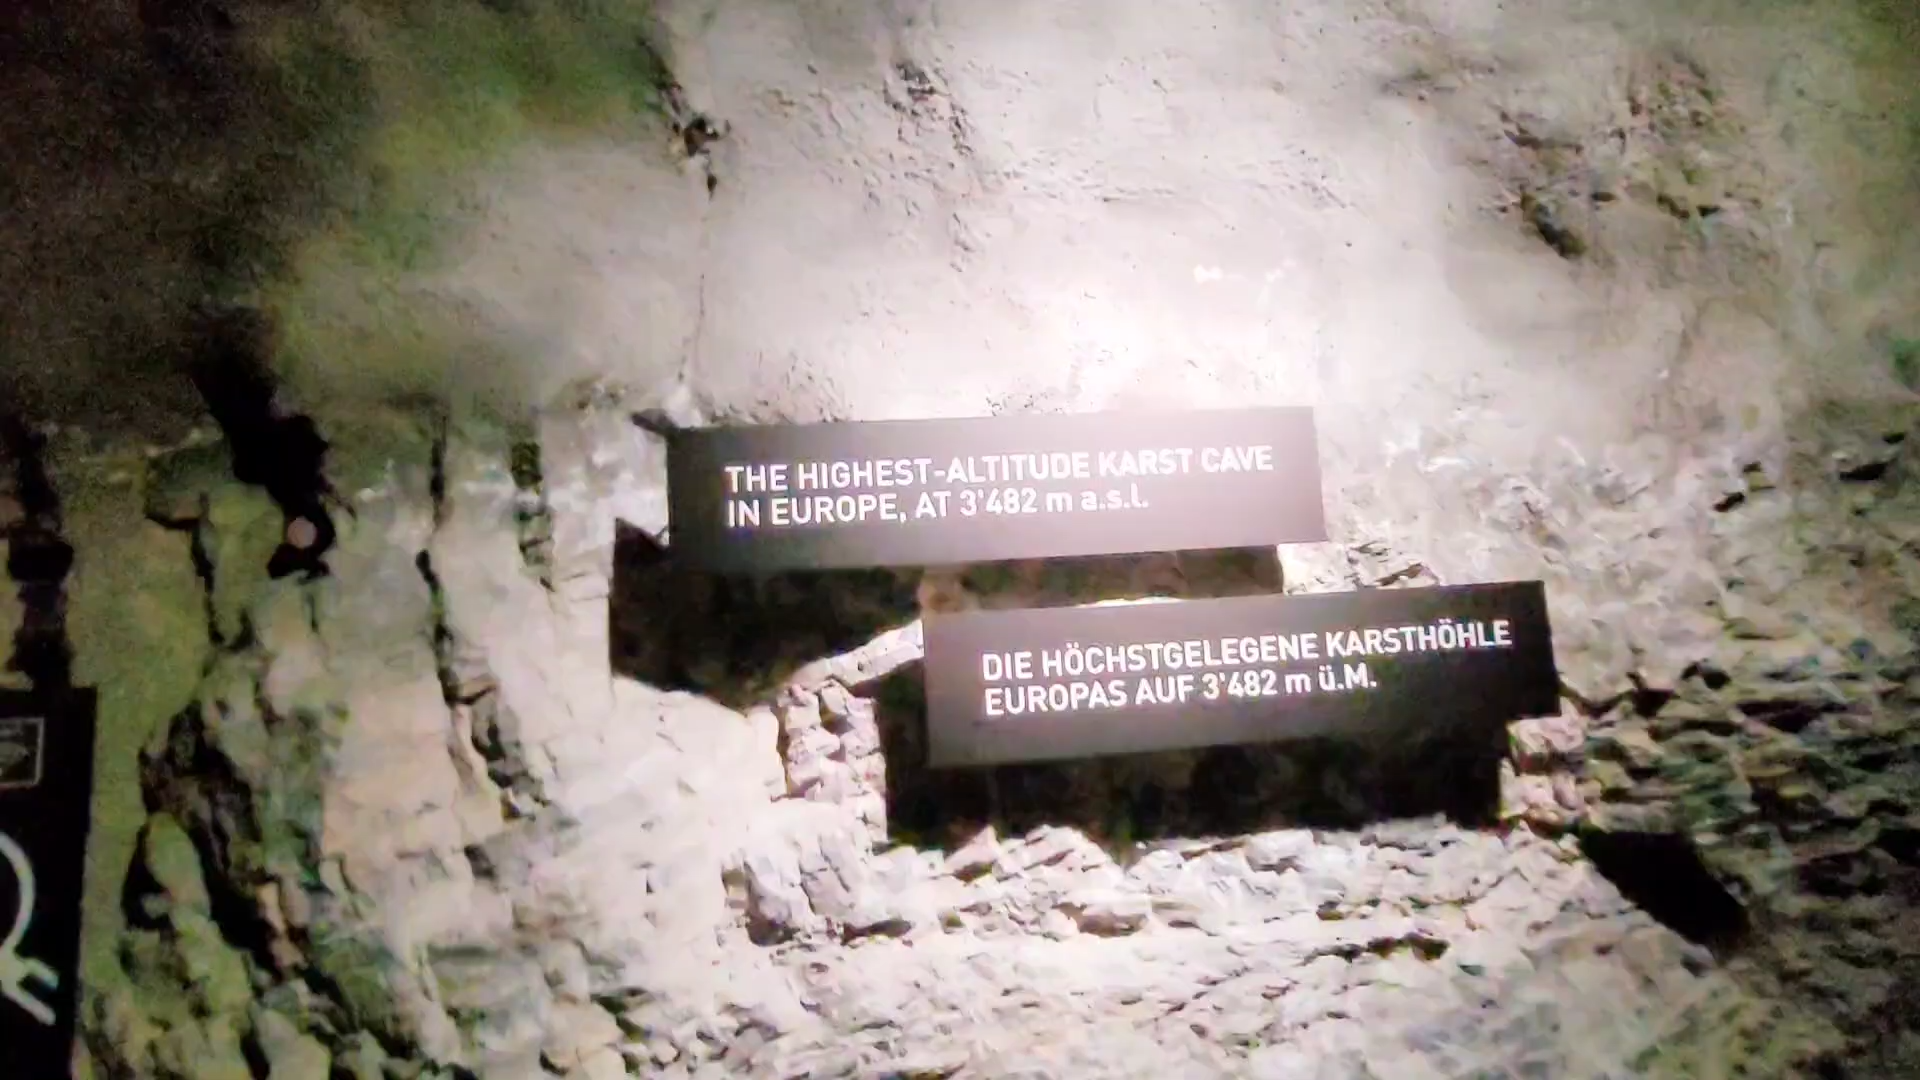 THE HIGHEST-ALTITUDE KARST CAVE
IN EUROPE, AT 3'482 m a.s.l.
DIE HÖCHSTGELEGENE KARSTHÖHLE
EUROPAS AUF 3'482 m ü.M.